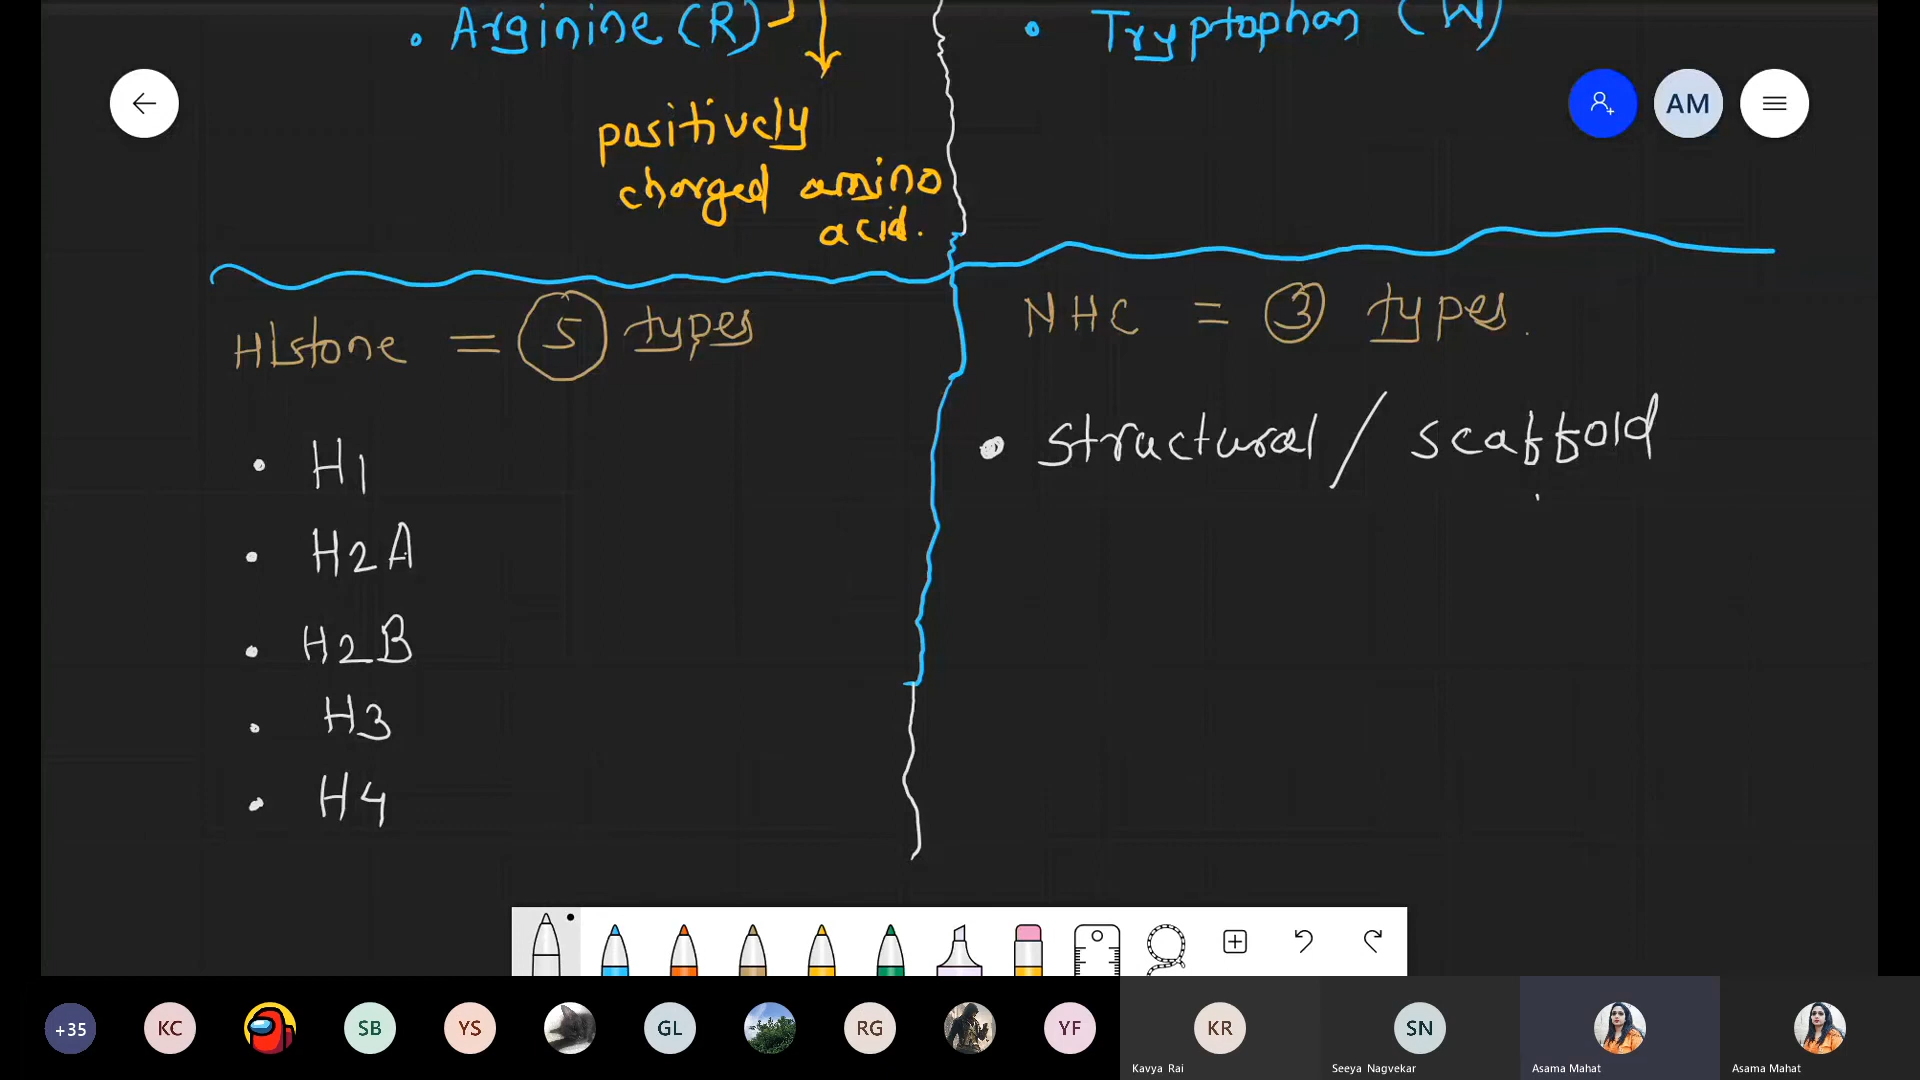 • Arginine (R)
positively
charged amino
acid.
• Tryptophan (W)
AM
HIstone = 5 types
• H1
• H2A
• H2B
• H3
• H4
NHC = 3 types.
• structural / scaffold
+35
KC
SB
YS
GL
RG
YF
KR
Kavya Rai
SN
Seeya Nagvekar
Asama Mahat
Asama Mahat